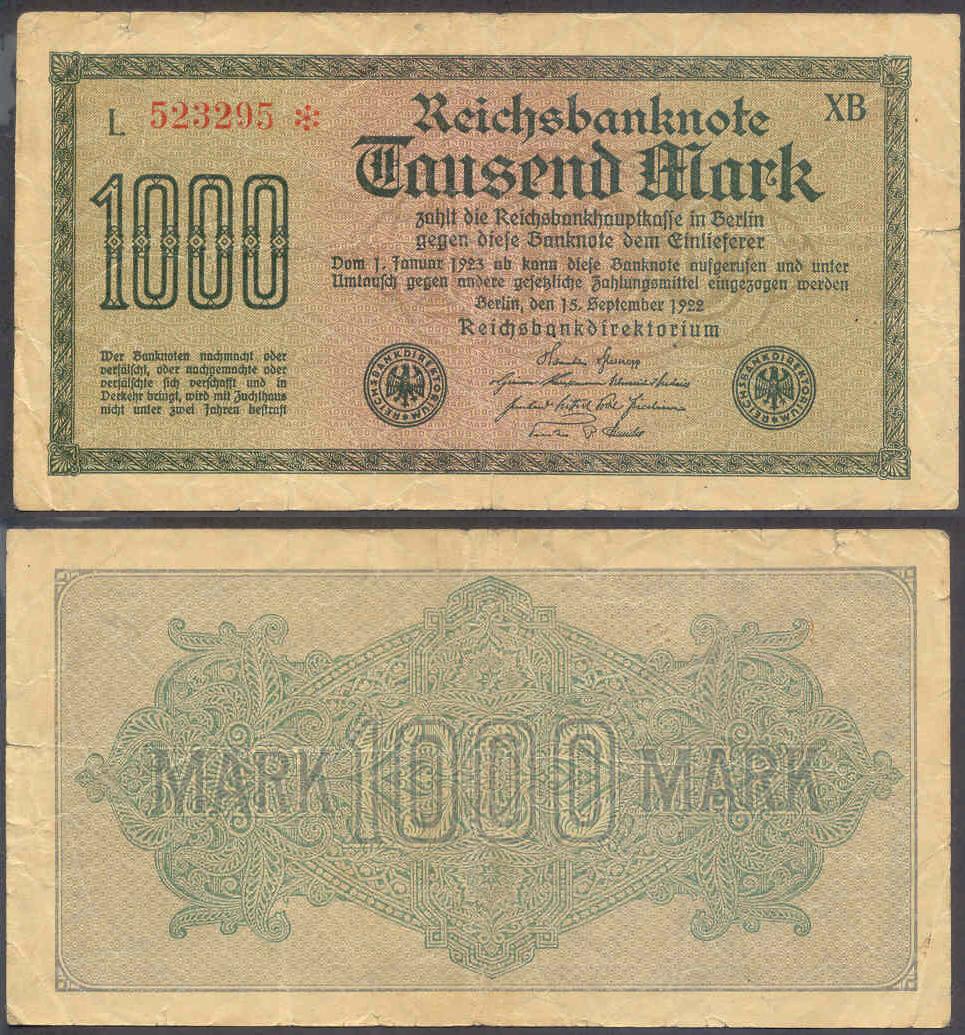 L 523295 *
XB
Reichsbanknote
Tausend Mark
zahlt die Reichsbankhauptkasse in Berlin
gegen diese Banknote dem Einlieferer
Vom 1. Januar 1923 ab kann diese Banknote aufgerufen und unter
Umtausch gegen andere gesetzliche Zahlungsmittel eingezogen werden
Berlin, den 15. September 1922
Reichsbankdirektorium
1000
Wer Banknoten nachmacht oder
verfälscht, oder nachgemachte oder
verfälschte sich verschafft und in
Verkehr bringt, wird mit Zuchthaus
nicht unter zwei Jahren bestraft
REICHSBANKDIREKTORIUM
REICHSBANKDIREKTORIUM
MARK 1000 MARK